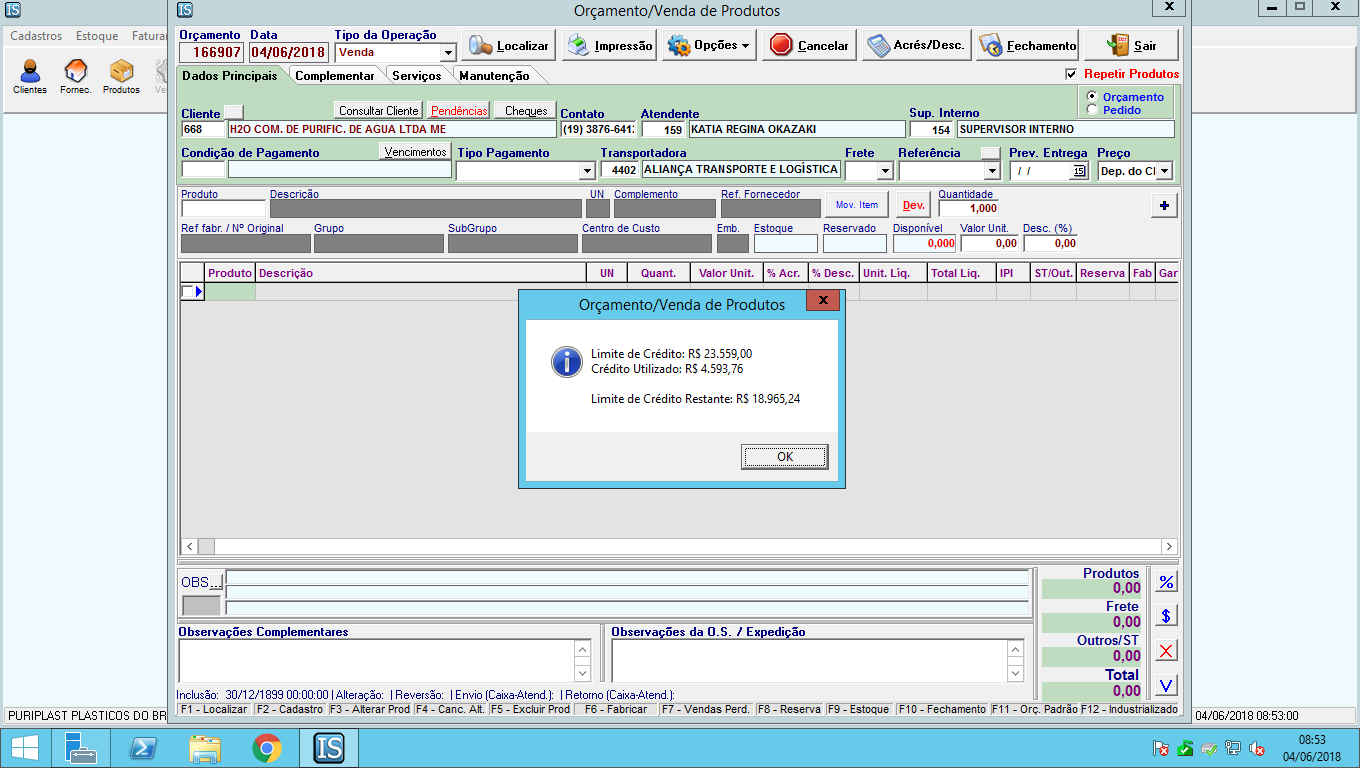 IS
Orçamento/Venda de Produtos
Cadastros Estoque Fatura
Clientes Fornec. Produtos
Orçamento Data Tipo da Operação
166907 04/06/2018 Venda
Localizar Impressão Opções Cancelar Acrés/Desc. Fechamento Sair
Dados Principais Complementar Serviços Manutenção
Repetir Produtos
Orçamento
Pedido
Cliente Consultar Cliente Pendências Cheques Contato Atendente Sup. Interno
668 H2O COM. DE PURIFIC. DE AGUA LTDA ME (19) 3876-641 159 KATIA REGINA OKAZAKI 154 SUPERVISOR INTERNO
Condição de Pagamento Vencimentos Tipo Pagamento Transportadora Frete Referência Prev. Entrega Preço
4402 ALIANÇA TRANSPORTE E LOGÍSTICA / / 15 Dep. do Cl
Produto Descrição UN Complemento Ref. Fornecedor Mov. Item Dev. Quantidade
1,000 +
Ref fabr. / Nº Original Grupo SubGrupo Centro de Custo Emb. Estoque Reservado Disponível Valor Unit. Desc. (%)
0,000 0,00 0,00
Produto Descrição UN Quant. Valor Unit. % Acr. % Desc. Unit. Líq. Total Liq. IPI ST/Out. Reserva Fab Gar
Orçamento/Venda de Produtos
Limite de Crédito: R$ 23.559,00
Crédito Utilizado: R$ 4.593,76
Limite de Crédito Restante: R$ 18.965,24
OK
OBS...
Produtos
0,00
Frete
0,00
Outros/ST
0,00
Total
0,00
%
$
X
V
Observações Complementares Observações da O.S. / Expedição
Inclusão: 30/12/1899 00:00:00 | Alteração: | Reversão: | Envio (Caixa-Atend.): | Retorno (Caixa-Atend.):
F1 - Localizar F2 - Cadastro F3 - Alterar Prod F4 - Canc. Alt. F5 - Excluir Prod F6 - Fabricar F7 - Vendas Perd. F8 - Reserva F9 - Estoque F10 - Fechamento F11 - Orç. Padrão F12 - Industrializado
PURIPLAST PLASTICOS DO BR 04/06/2018 08:53:00
IS
08:53
04/06/2018